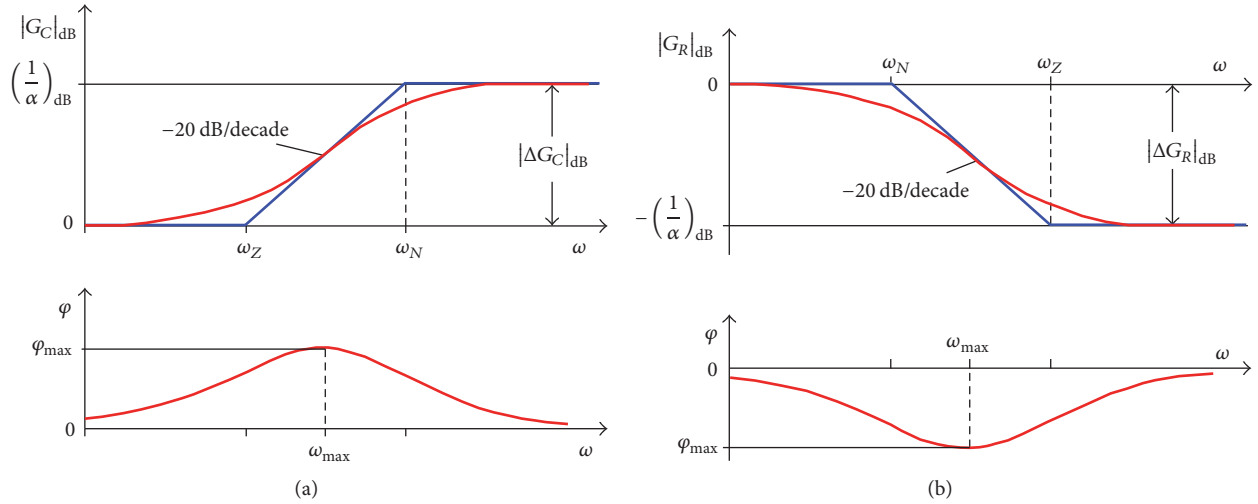 |G_C|_dB
(1/α)_dB
−20 dB/decade
|ΔG_C|_dB
0
ω_Z
ω_N
ω
φ
φ_max
0
ω_max
ω
(a)
|G_R|_dB
ω_N
ω_Z
ω
0
|ΔG_R|_dB
−20 dB/decade
−(1/α)_dB
φ
ω_max
ω
0
φ_max
(b)